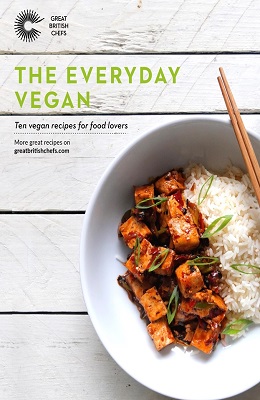 GREAT
BRITISH
CHEFS
THE EVERYDAY
VEGAN
Ten vegan recipes for food lovers
More great recipes on
greatbritishchefs.com